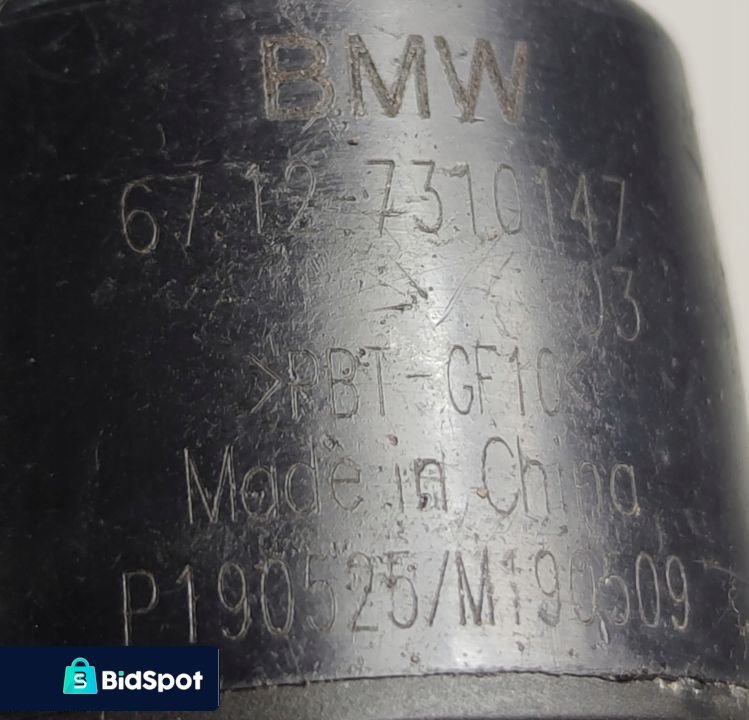 BMW
67.12-7310147
03
>PBT-GF10<
Made in China
P190525/M190509
BidSpot